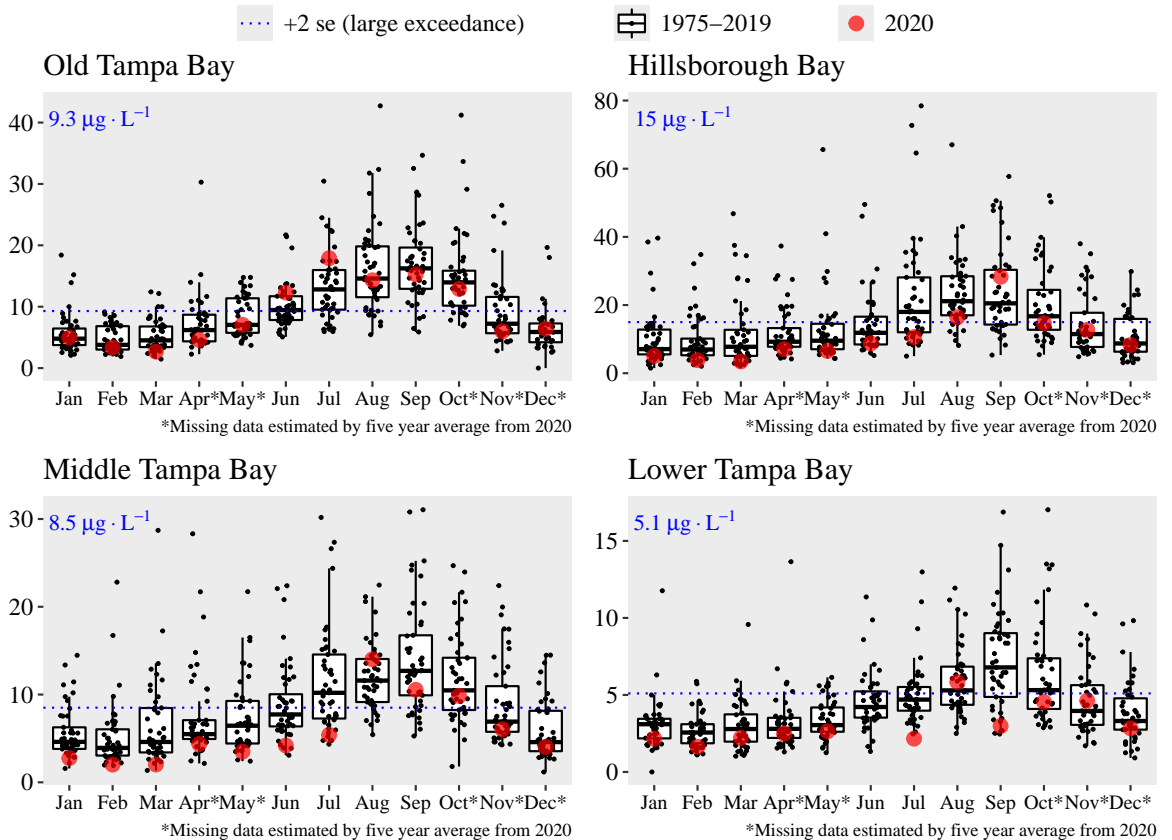 +2 se (large exceedance) 1975–2019 2020
Old Tampa Bay
9.3 μg · L⁻¹
40
30
20
10
0
Jan Feb Mar Apr* May* Jun Jul Aug Sep Oct* Nov* Dec*
*Missing data estimated by five year average from 2020
Hillsborough Bay
15 μg · L⁻¹
80
60
40
20
0
Jan Feb Mar Apr* May* Jun Jul Aug Sep Oct* Nov* Dec*
*Missing data estimated by five year average from 2020
Middle Tampa Bay
8.5 μg · L⁻¹
30
20
10
0
Jan Feb Mar Apr* May* Jun Jul Aug Sep Oct* Nov* Dec*
*Missing data estimated by five year average from 2020
Lower Tampa Bay
5.1 μg · L⁻¹
15
10
5
0
Jan Feb Mar Apr* May* Jun Jul Aug Sep Oct* Nov* Dec*
*Missing data estimated by five year average from 2020